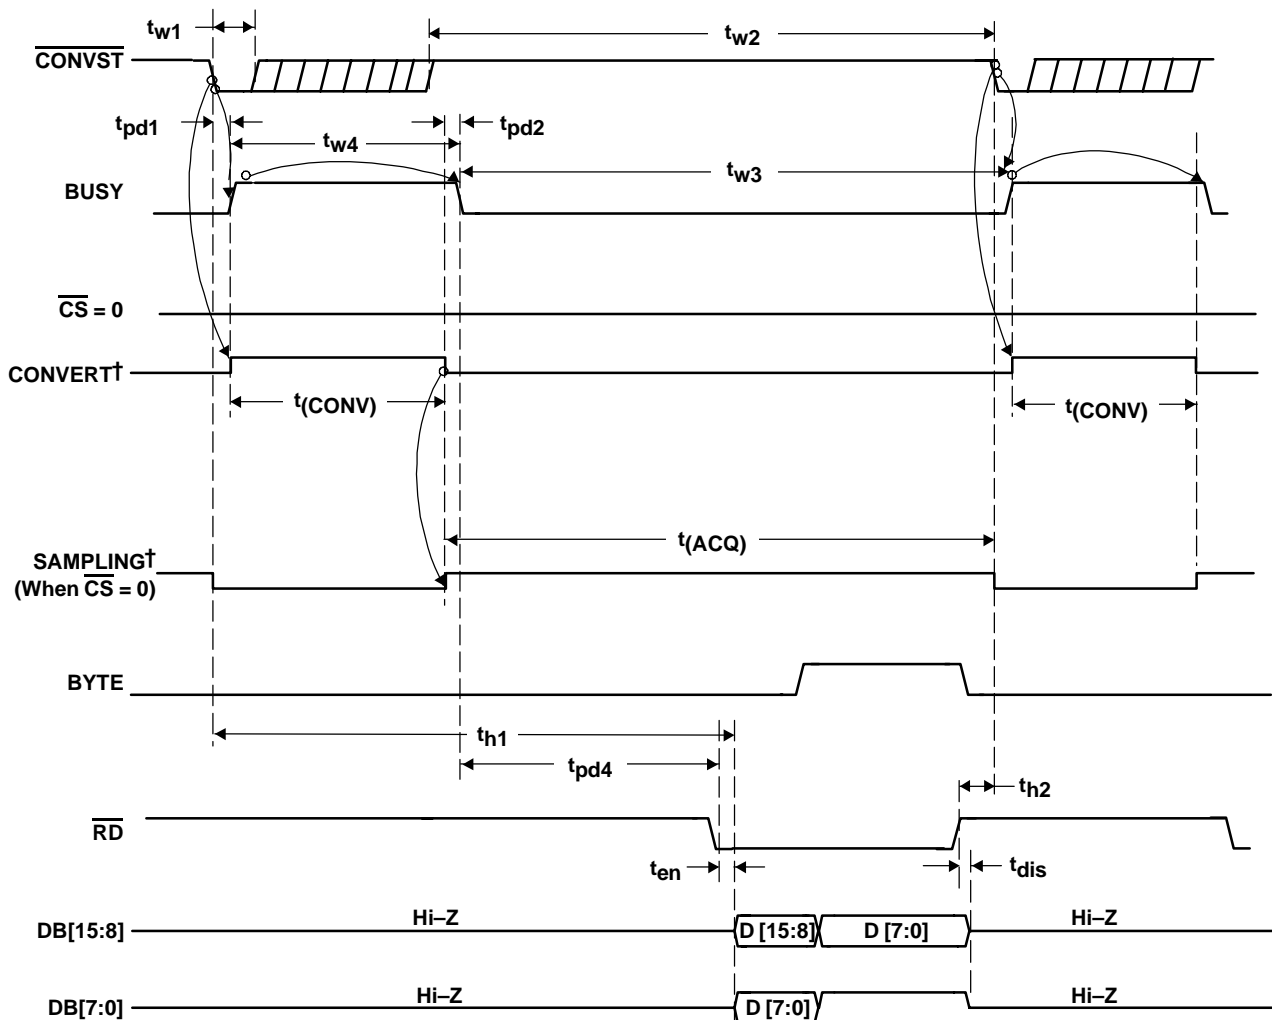 tw1
tw2
CONVST
tpd1
tw4
tpd2
BUSY
tw3
CS = 0
CONVERT†
t(CONV)
t(CONV)
t(ACQ)
SAMPLING†
(When CS = 0)
BYTE
th1
tpd4
th2
RD
ten
tdis
Hi–Z
Hi–Z
DB[15:8]
D [15:8]
D [7:0]
Hi–Z
Hi–Z
DB[7:0]
D [7:0]